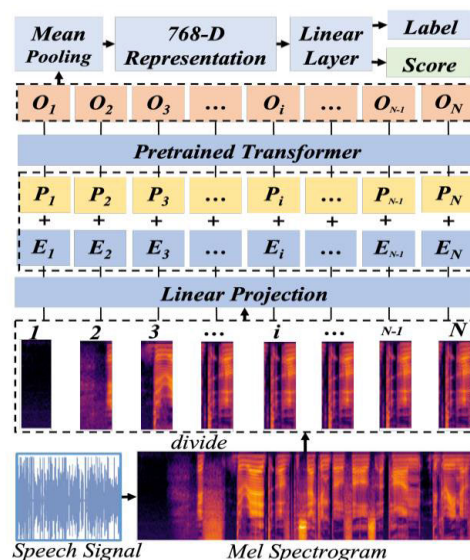 Mean Pooling
768-D Representation
Linear Layer
Label
Score
O1 O2 O3 ... Oi ... ON-1 ON
Pretrained Transformer
P1 P2 P3 ... Pi ... PN-1 PN
+ + + + + + + +
E1 E2 E3 ... Ei ... EN-1 EN
Linear Projection
1 2 3 ... i ... N-1 N
divide
Speech Signal
Mel Spectrogram